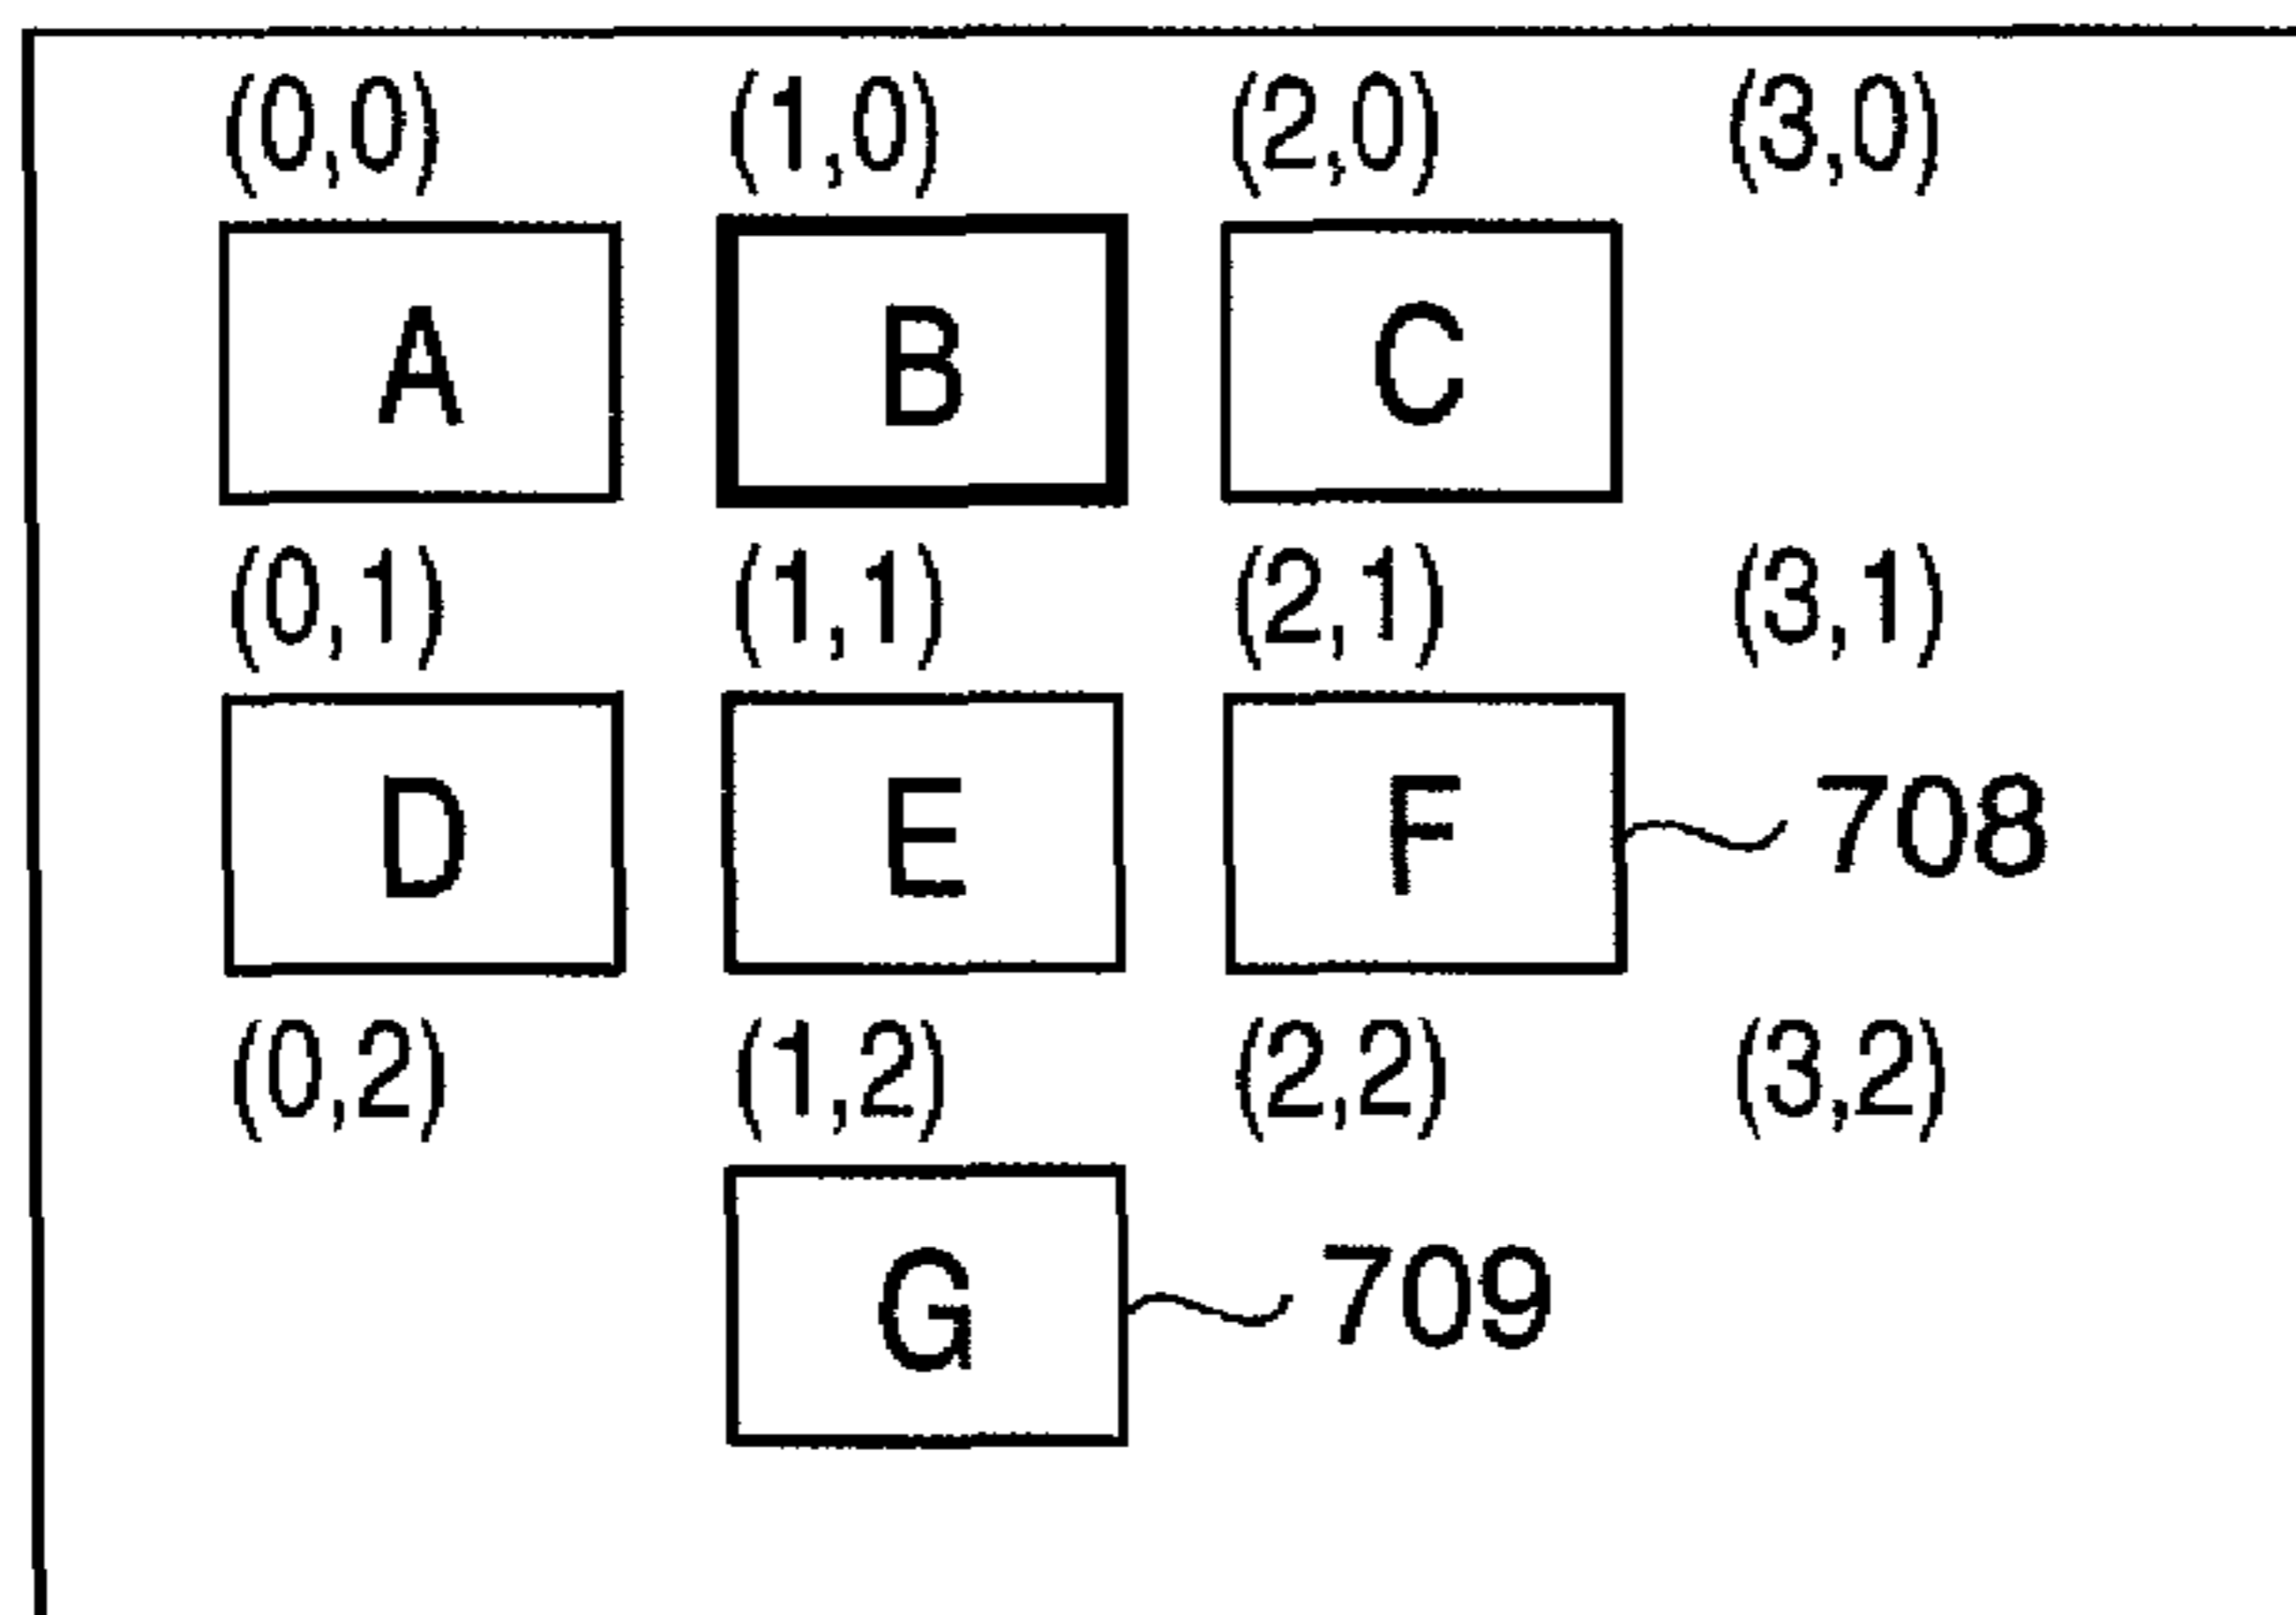 (0,0) (1,0) (2,0) (3,0)
A B C
(0,1) (1,1) (2,1) (3,1)
D E F 708
(0,2) (1,2) (2,2) (3,2)
G 709